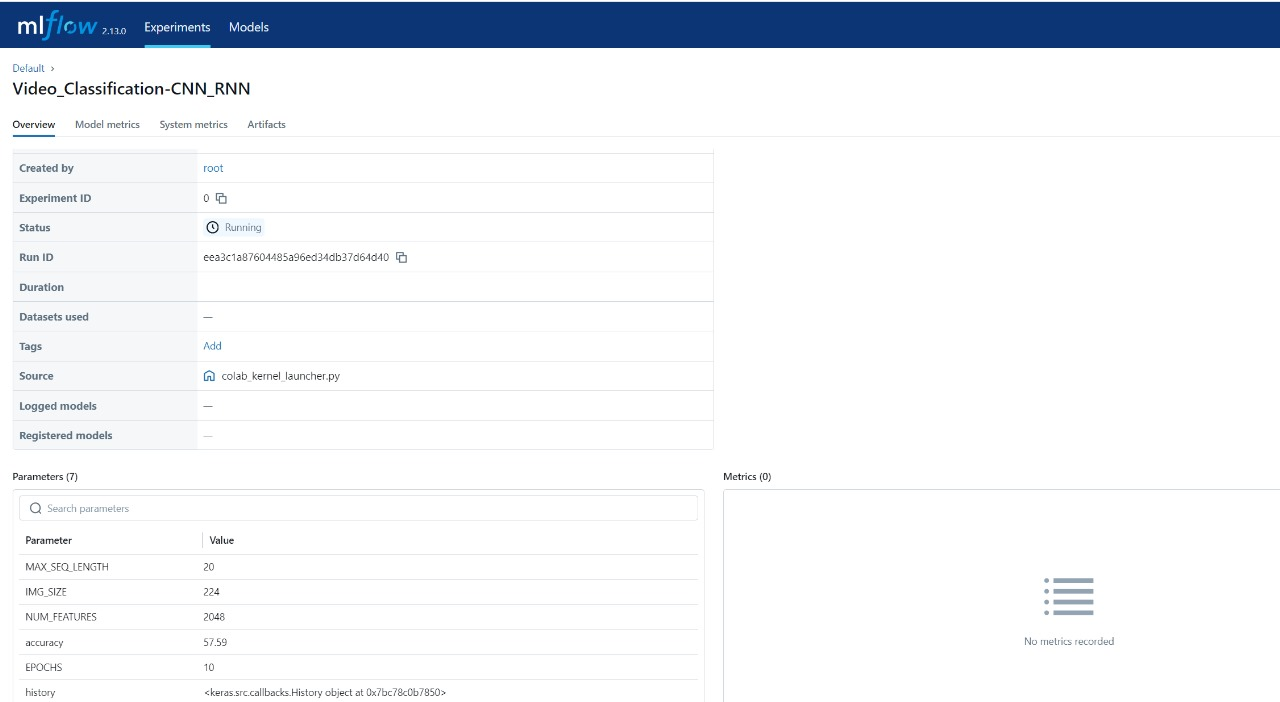 mlflow 2.13.0 Experiments Models
Default ›
Video_Classification-CNN_RNN
Overview Model metrics System metrics Artifacts
Created by root
Experiment ID 0
Status Running
Run ID eea3c1a87604485a96ed34db37d64d40
Duration
Datasets used —
Tags Add
Source colab_kernel_launcher.py
Logged models —
Registered models —
Parameters (7)
Search parameters
Parameter Value
MAX_SEQ_LENGTH 20
IMG_SIZE 224
NUM_FEATURES 2048
accuracy 57.59
EPOCHS 10
history <keras.src.callbacks.History object at 0x7bc78c0b7850>
Metrics (0)
No metrics recorded